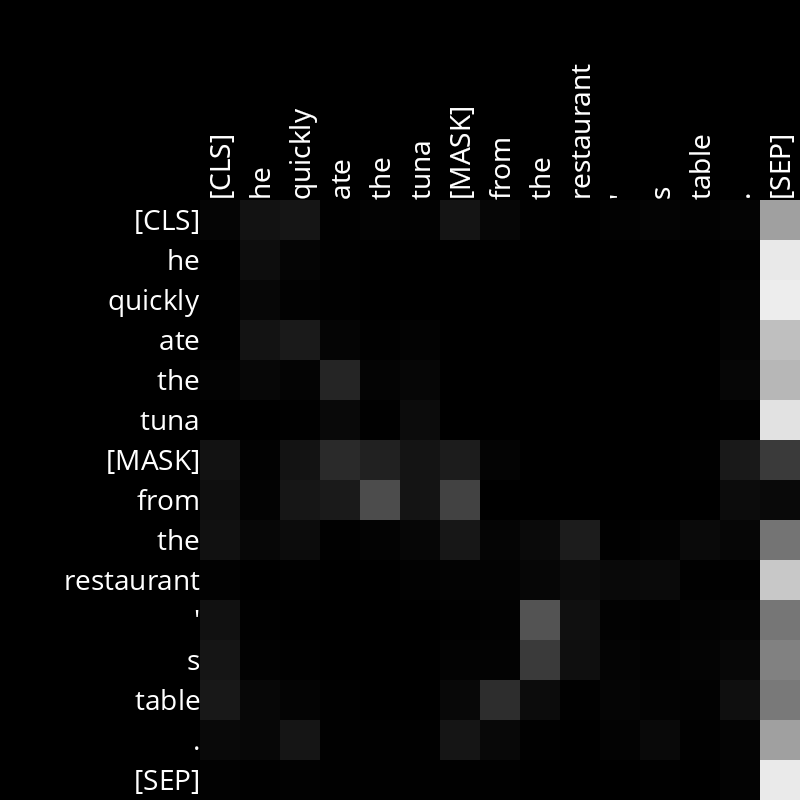 [CLS] he quickly ate the tuna [MASK] from the restaurant ' s table . [SEP]
[CLS]
he
quickly
ate
the
tuna
[MASK]
from
the
restaurant
'
s
table
.
[SEP]